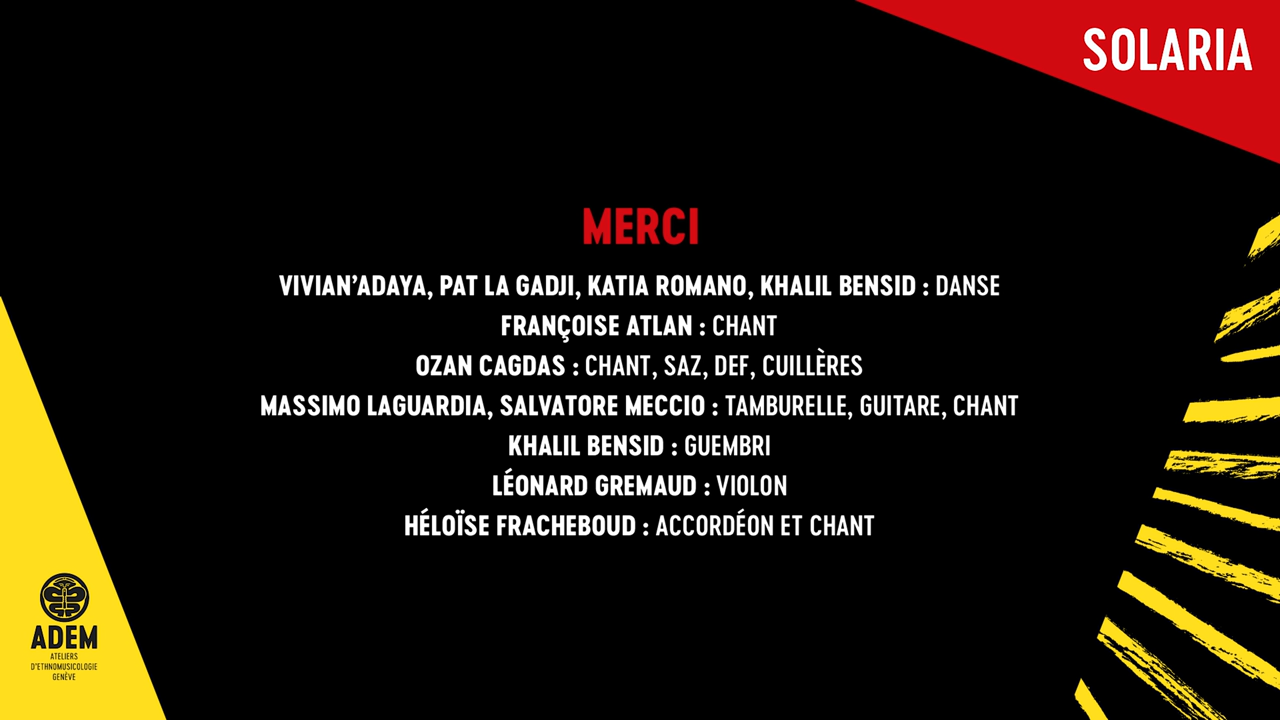 SOLARIA
MERCI
VIVIAN'ADAYA, PAT LA GADJI, KATIA ROMANO, KHALIL BENSID : DANSE
FRANÇOISE ATLAN : CHANT
OZAN CAGDAS : CHANT, SAZ, DEF, CUILLÈRES
MASSIMO LAGUARDIA, SALVATORE MECCIO : TAMBURELLE, GUITARE, CHANT
KHALIL BENSID : GUEMBRI
LÉONARD GREMAUD : VIOLON
HÉLOÏSE FRACHEBOUD : ACCORDÉON ET CHANT
ADEM
ATELIERS
D'ETHNOMUSICOLOGIE
GENÈVE